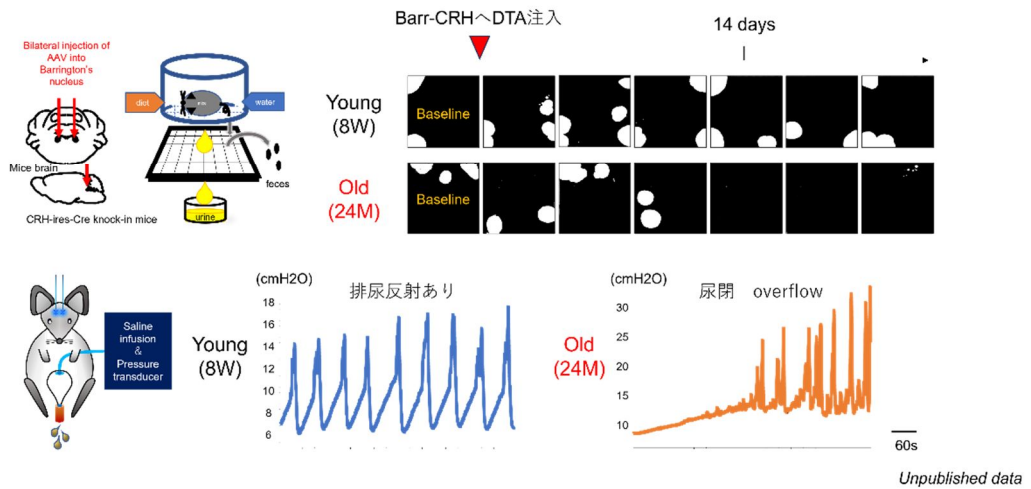 Barr-CRHへDTA注入
14 days
Bilateral injection of
AAV into
Barrington's
nucleus
diet
water
Mice brain
feces
urine
CRH-ires-Cre knock-in mice
Young
(8W)
Baseline
Old
(24M)
Baseline
Saline
infusion
&
Pressure
transducer
Young
(8W)
(cmH2O)
排尿反射あり
18
16
14
12
10
8
6
Old
(24M)
(cmH2O)
尿閉 overflow
30
25
20
15
10
60s
Unpublished data